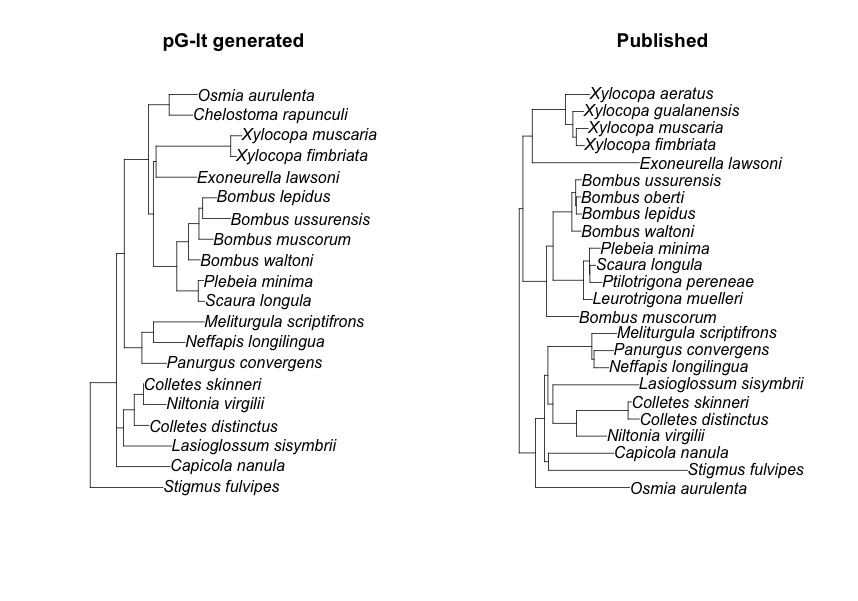 pG-lt generated
Osmia aurulenta
Chelostoma rapunculi
Xylocopa muscaria
Xylocopa fimbriata
Exoneurella lawsoni
Bombus lepidus
Bombus ussurensis
Bombus muscorum
Bombus waltoni
Plebeia minima
Scaura longula
Meliturgula scriptifrons
Neffapis longilingua
Panurgus convergens
Colletes skinneri
Niltonia virgilii
Colletes distinctus
Lasioglossum sisymbrii
Capicola nanula
Stigmus fulvipes
Published
Xylocopa aeratus
Xylocopa gualanensis
Xylocopa muscaria
Xylocopa fimbriata
Exoneurella lawsoni
Bombus ussurensis
Bombus oberti
Bombus lepidus
Bombus waltoni
Plebeia minima
Scaura longula
Ptilotrigona pereneae
Leurotrigona muelleri
Bombus muscorum
Meliturgula scriptifrons
Panurgus convergens
Neffapis longilingua
Lasioglossum sisymbrii
Colletes skinneri
Colletes distinctus
Niltonia virgilii
Capicola nanula
Stigmus fulvipes
Osmia aurulenta